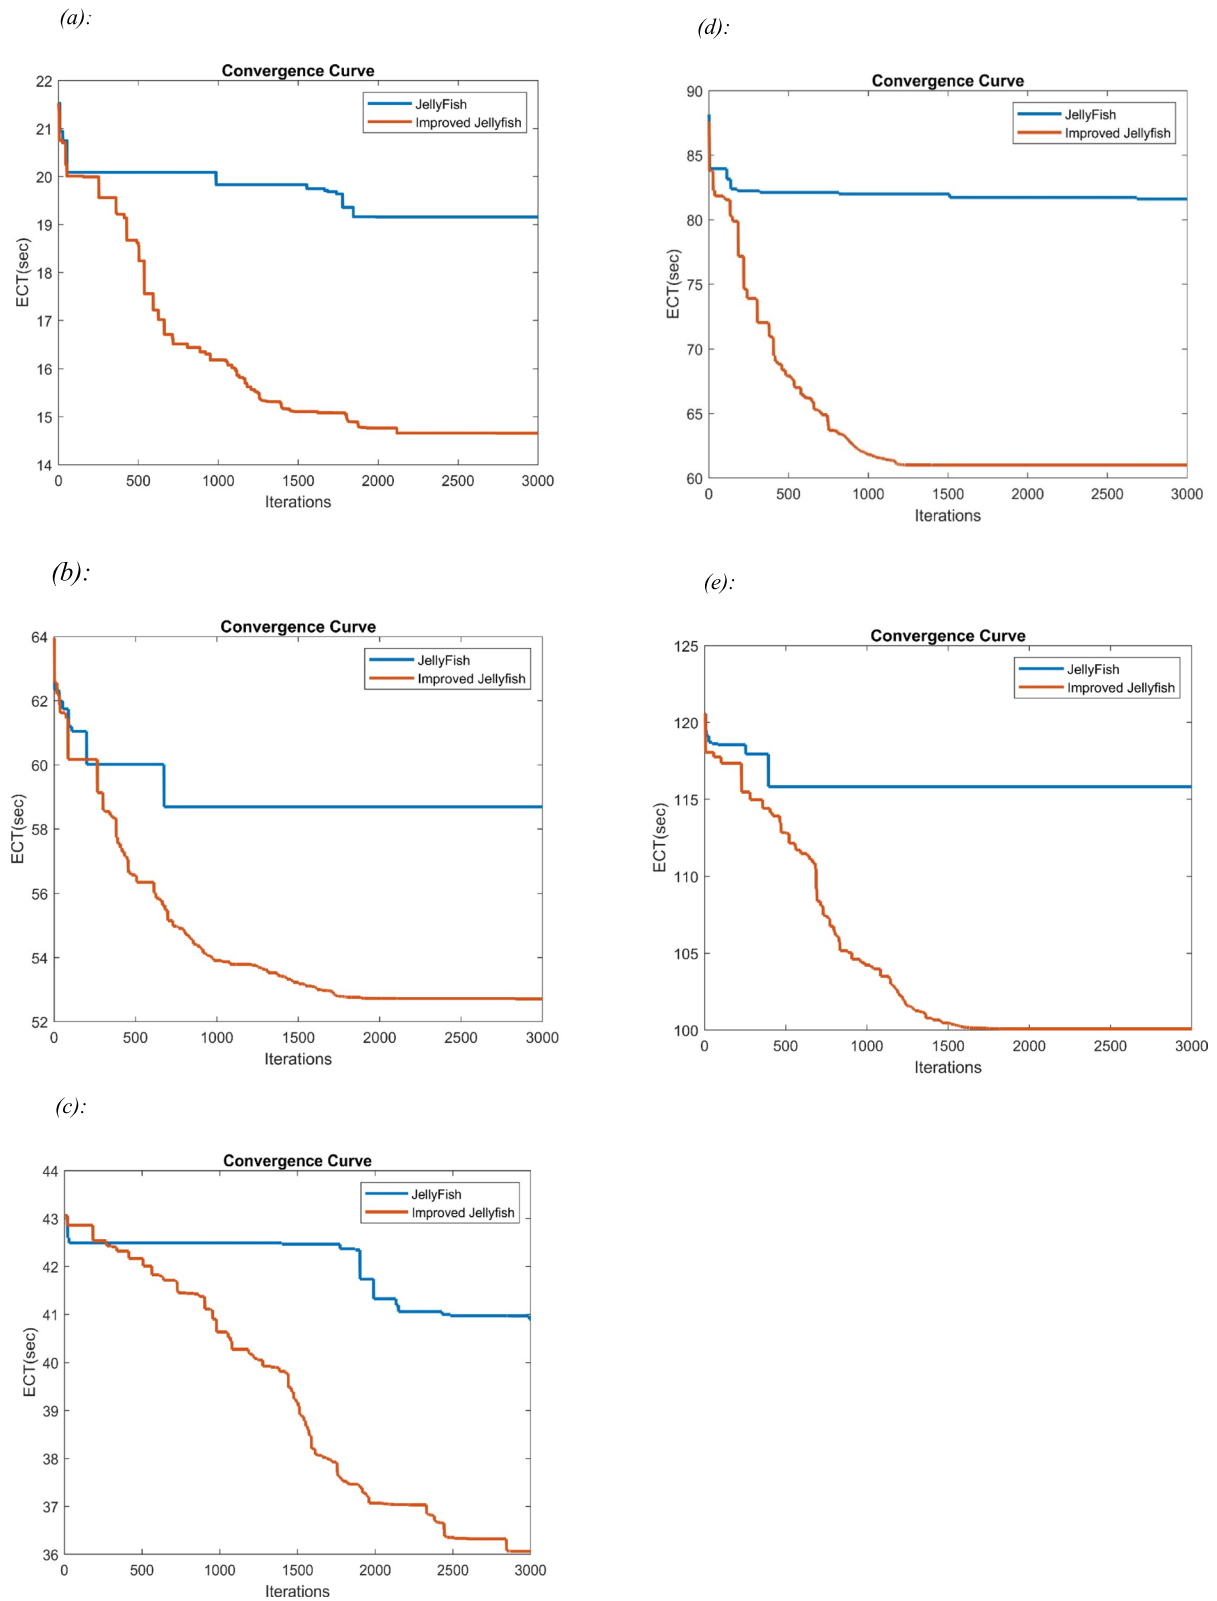 (a):
Convergence Curve
22
21
20
19
18
17
16
15
14
ECT(sec)
JellyFish
Improved Jellyfish
0 500 1000 1500 2000 2500 3000
Iterations
(d):
Convergence Curve
90
85
80
75
70
65
60
ECT(sec)
JellyFish
Improved Jellyfish
0 500 1000 1500 2000 2500 3000
Iterations
(b):
Convergence Curve
64
62
60
58
56
54
52
ECT(sec)
JellyFish
Improved Jellyfish
0 500 1000 1500 2000 2500 3000
Iterations
(e):
Convergence Curve
125
120
115
110
105
100
ECT(sec)
JellyFish
Improved Jellyfish
0 500 1000 1500 2000 2500 3000
Iterations
(c):
Convergence Curve
44
43
42
41
40
39
38
37
36
ECT(sec)
JellyFish
Improved Jellyfish
0 500 1000 1500 2000 2500 3000
Iterations